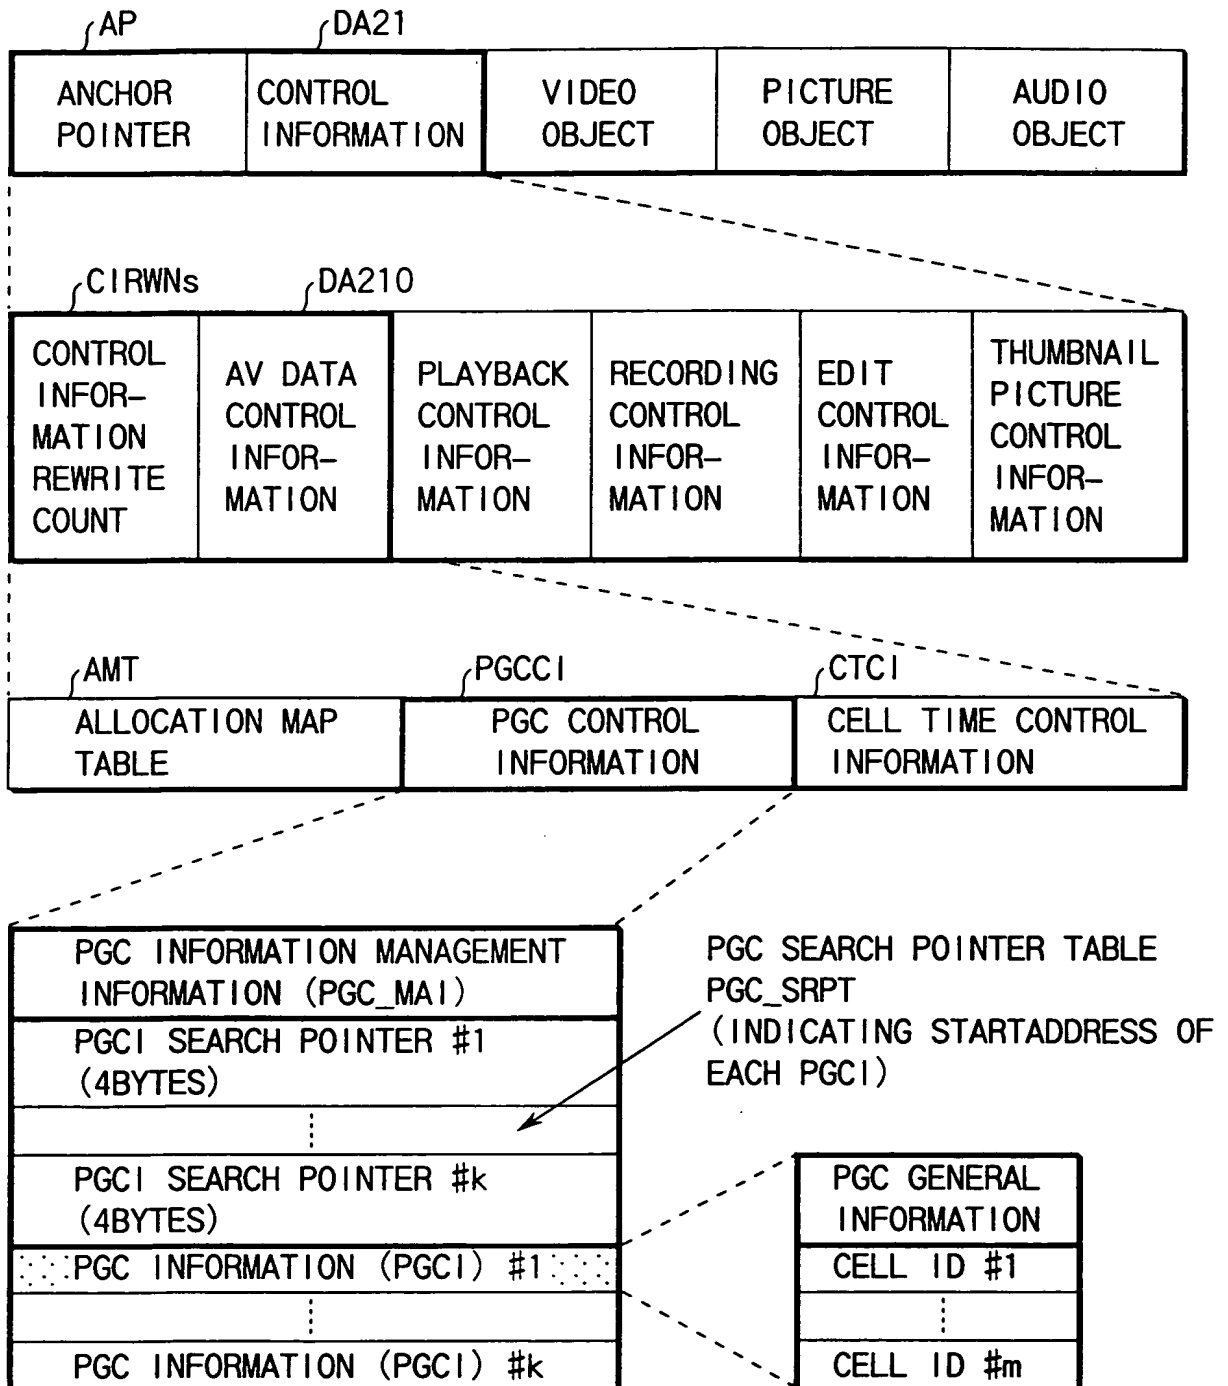 AP
DA21
ANCHOR
POINTER
CONTROL
INFORMATION
VIDEO
OBJECT
PICTURE
OBJECT
AUDIO
OBJECT
CIRWNs
DA210
CONTROL
INFOR-
MATION
REWRITE
COUNT
AV DATA
CONTROL
INFOR-
MATION
PLAYBACK
CONTROL
INFOR-
MATION
RECORDING
CONTROL
INFOR-
MATION
EDIT
CONTROL
INFOR-
MATION
THUMBNAIL
PICTURE
CONTROL
INFOR-
MATION
AMT
PGCCI
CTCI
ALLOCATION MAP
TABLE
PGC CONTROL
INFORMATION
CELL TIME CONTROL
INFORMATION
PGC INFORMATION MANAGEMENT
INFORMATION (PGC_MAI)
PGCI SEARCH POINTER #1
(4BYTES)
PGCI SEARCH POINTER #k
(4BYTES)
PGC INFORMATION (PGCI) #1
PGC INFORMATION (PGCI) #k
PGC SEARCH POINTER TABLE
PGC_SRPT
(INDICATING STARTADDRESS OF
EACH PGCI)
PGC GENERAL
INFORMATION
CELL ID #1
CELL ID #m